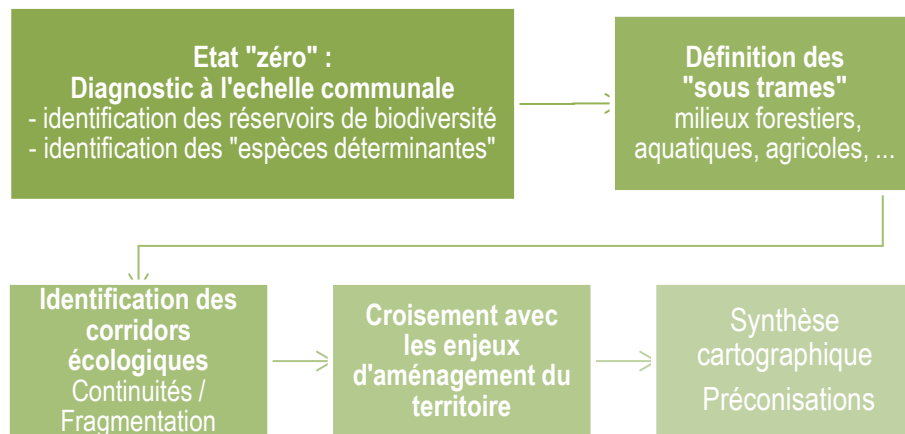 Etat "zéro" :
Diagnostic à l'echelle communale
- identification des réservoirs de biodiversité
- identification des "espèces déterminantes"
Définition des
"sous trames"
milieux forestiers,
aquatiques, agricoles, ...
Identification des
corridors
écologiques
Continuités /
Fragmentation
Croisement avec
les enjeux
d'aménagement du
territoire
Synthèse
cartographique
Préconisations